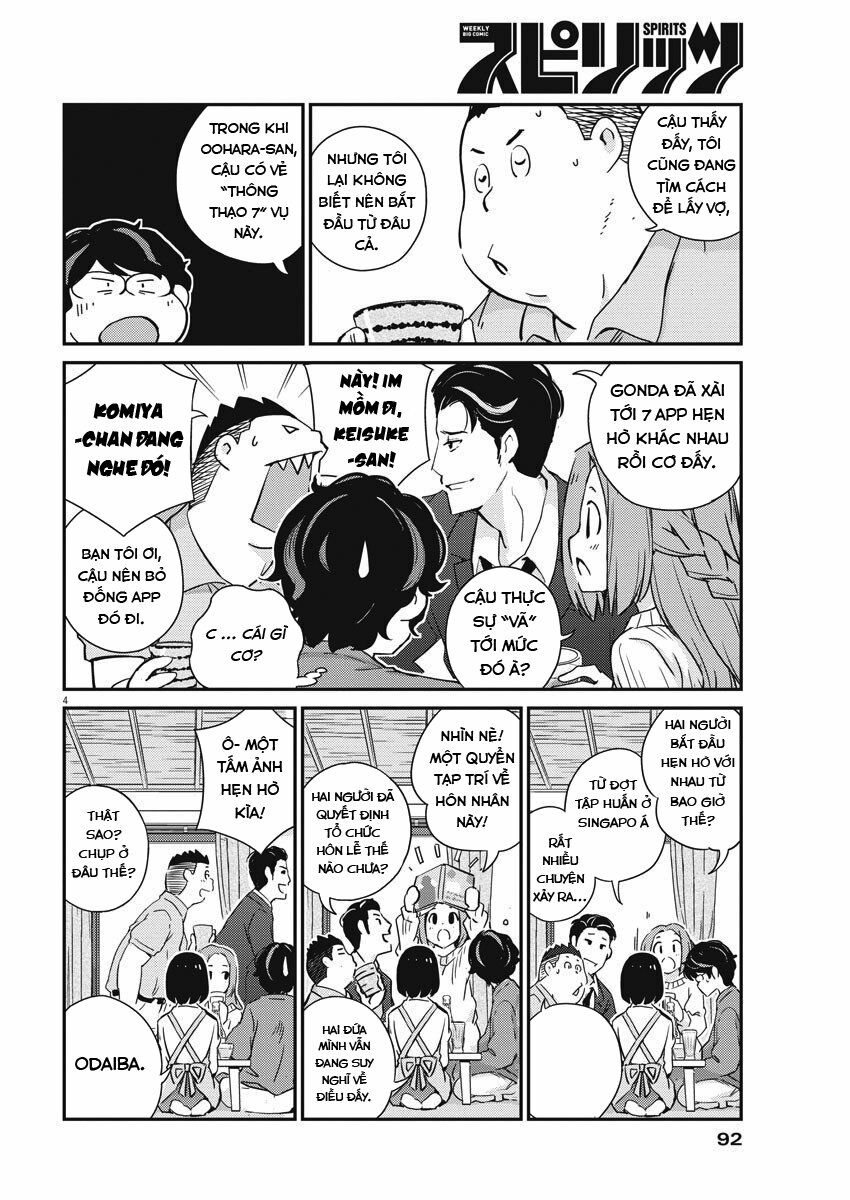 WEEKLY
BIG COMIC
SPIRITS
スピリッツ
CẬU THẤY
ĐẤY, TÔI
CŨNG ĐANG
TÌM CÁCH
ĐỂ LẤY VỢ,
NHƯNG TÔI
LẠI KHÔNG
BIẾT NÊN BẮT
ĐẦU TỪ ĐÂU
CẢ.
TRONG KHI
OOHARA-SAN,
CẬU CÓ VẺ
"THÔNG
THẠO 7" VỤ
NÀY.
GONDA ĐÃ XÀI
TỚI 7 APP HẸN
HÒ KHÁC NHAU
RỒI CƠ ĐẤY.
NÀY! IM
MỒM ĐI,
KEISUKE
-SAN!
KOMIYA
-CHAN ĐANG
NGHE ĐÓ!
CẬU THỰC
SỰ "VÃ"
TỚI MỨC
ĐÓ À?
C ... CÁI GÌ
CƠ?
BẠN TÔI ƠI,
CẬU NÊN BỎ
ĐỐNG APP
ĐÓ ĐI.
4
HAI NGƯỜI
BẮT ĐẦU
HẸN HÒ VỚI
NHAU TỪ
BAO GIỜ
THẾ?
TỪ ĐỢT
TẬP HUẤN Ở
SINGAPO Á
RẤT
NHIỀU
CHUYỆN
XẢY RA...
NHÌN NÈ!
MỘT QUYỂN
TẠP TRÍ VỀ
HÔN NHÂN
NÀY!
HAI NGƯỜI ĐÃ
QUYẾT ĐỊNH
TỔ CHỨC
HÔN LỄ THẾ
NÀO CHƯA?
HAI ĐỨA
MÌNH VẪN
ĐANG SUY
NGHĨ VỀ
ĐIỀU ĐẤY.
Ô- MỘT
TẤM ẢNH
HẸN HÒ
KÌA!
THẬT
SAO?
CHỤP Ở
ĐÂU THẾ?
ODAIBA.
92